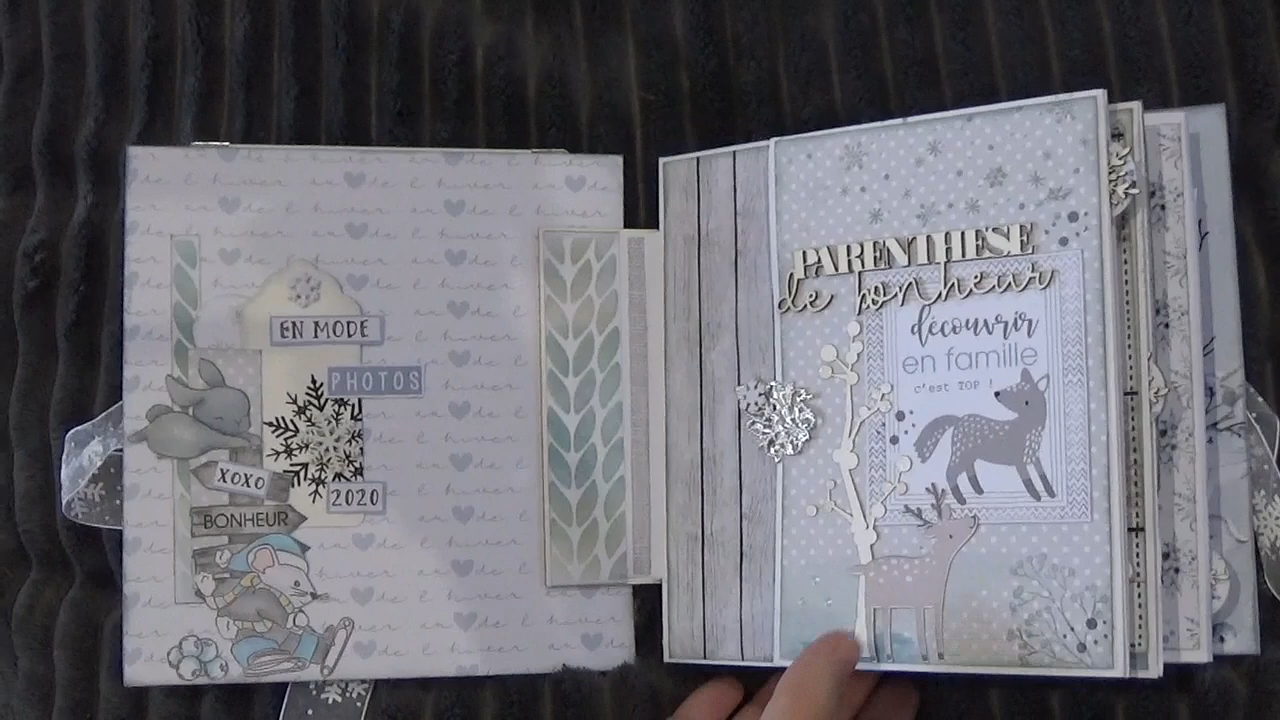 EN MODE
PHOTOS
XOXO
2020
BONHEUR
PARENTHESE
de bonheur
découvrir
en famille
c'est TOP !